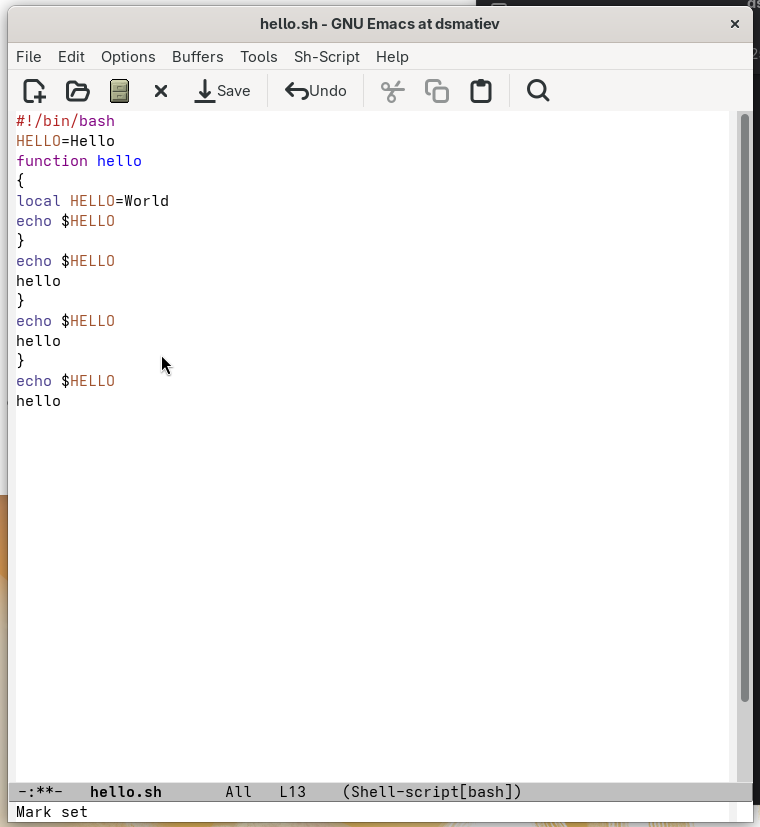 hello.sh - GNU Emacs at dsmatiev
File Edit Options Buffers Tools Sh-Script Help
Save Undo
#!/bin/bash
HELLO=Hello
function hello
{
local HELLO=World
echo $HELLO
}
echo $HELLO
hello
}
echo $HELLO
hello
}
echo $HELLO
hello
-:**- hello.sh All L13 (Shell-script[bash])
Mark set